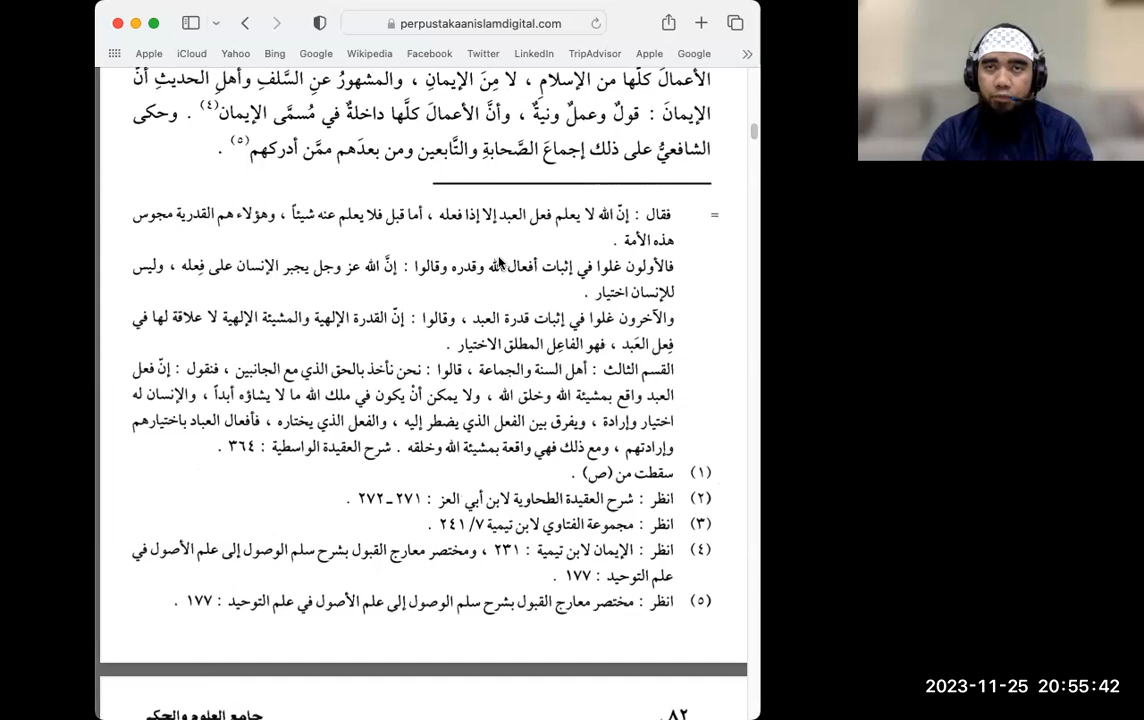 perpustakaanislamdigital.com
Apple iCloud Yahoo Bing Google Wikipedia Facebook Twitter LinkedIn TripAdvisor Apple Google
الأعمالَ كلَّها من الإسلامِ ، لا مِنَ الإيمانِ ، والمشهورُ عنِ السَّلفِ وأهلِ الحديثِ أنَّ
الإيمانَ : قولٌ وعملٌ ونيةٌ ، وأنَّ الأعمالَ كلَّها داخلةٌ في مُسمَّى الإيمان(٤) . وحكى
الشافعيُّ على ذلك إجماعَ الصَّحابةِ والتَّابعين ومن بعدَهم ممَّن أدركهم(٥) .
= فقال : إنّ الله لا يعلم فعل العبد إلا إذا فعله ، أما قبل فلا يعلم عنه شيئاً ، وهؤلاء هم القدرية مجوس
هذه الأمة .
فالأولون غلوا في إثبات أفعال الله وقدره وقالوا : إنَّ الله عز وجل يجبر الإنسان على فِعله ، وليس
للإنسان اختيار .
والآخرون غلوا في إثبات قدرة العبد ، وقالوا : إنّ القدرة الإلهية والمشيئة الإلهية لا علاقة لها في
فِعل العَبد ، فهو الفاعِل المطلق الاختيار .
القسم الثالث : أهل السنة والجماعة ، قالوا : نحن نأخذ بالحق الذي مع الجانبين ، فنقول : إنّ فعل
العبد واقع بمشيئة الله وخلق الله ، ولا يمكن أنْ يكون في ملك الله ما لا يشاؤه أبداً ، والإنسان له
اختيار وإرادة ، ويفرق بين الفعل الذي يضطر إليه ، والفعل الذي يختاره ، فأفعال العباد باختيارهم
وإرادتهم ، ومع ذلك فهي واقعة بمشيئة الله وخلقه . شرح العقيدة الواسطية : ٣٦٤ .
(١) سقطت من (ص) .
(٢) انظر : شرح العقيدة الطحاوية لابن أبي العز : ٢٧١ ـ ٢٧٢ .
(٣) انظر : مجموعة الفتاوي لابن تيمية ٧/ ٢٤١ .
(٤) انظر : الإيمان لابن تيمية : ٢٣١ ، ومختصر معارج القبول بشرح سلم الوصول إلى علم الأصول في
علم التوحيد : ١٧٧ .
(٥) انظر : مختصر معارج القبول بشرح سلم الوصول إلى علم الأصول في علم التوحيد : ١٧٧ .
٨٢ جامع العلوم والحكم
2023-11-25 20:55:42